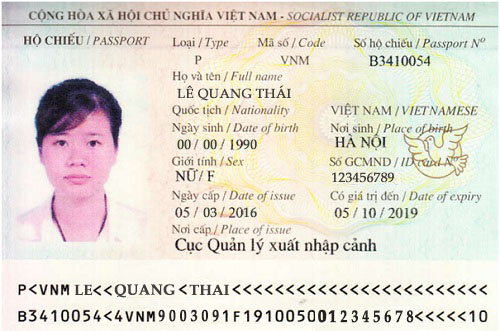 CỘNG HÒA XÃ HỘI CHỦ NGHĨA VIỆT NAM - SOCIALIST REPUBLIC OF VIETNAM
HỘ CHIẾU / PASSPORT Loại / Type Mã số / Code Số hộ chiếu / Passport Nº
P VNM B3410054
Họ và tên / Full name
LÊ QUANG THÁI
Quốc tịch / Nationality VIỆT NAM / VIETNAMESE
Ngày sinh / Date of birth Nơi sinh / Place of birth
00 / 00 / 1990 HÀ NỘI
Giới tính / Sex Số GCMND / ID card Nº
NỮ / F 123456789
Ngày cấp / Date of issue Có giá trị đến / Date of expiry
05 / 03 / 2016 05 / 10 / 2019
Nơi cấp / Place of issue
Cục Quản lý xuất nhập cảnh
P<VNM LE<<QUANG <THAI<<<<<<<<<<<<<<<<<<<<<<
B3410054<4VNM9003091F1910050012345678<<<<<10